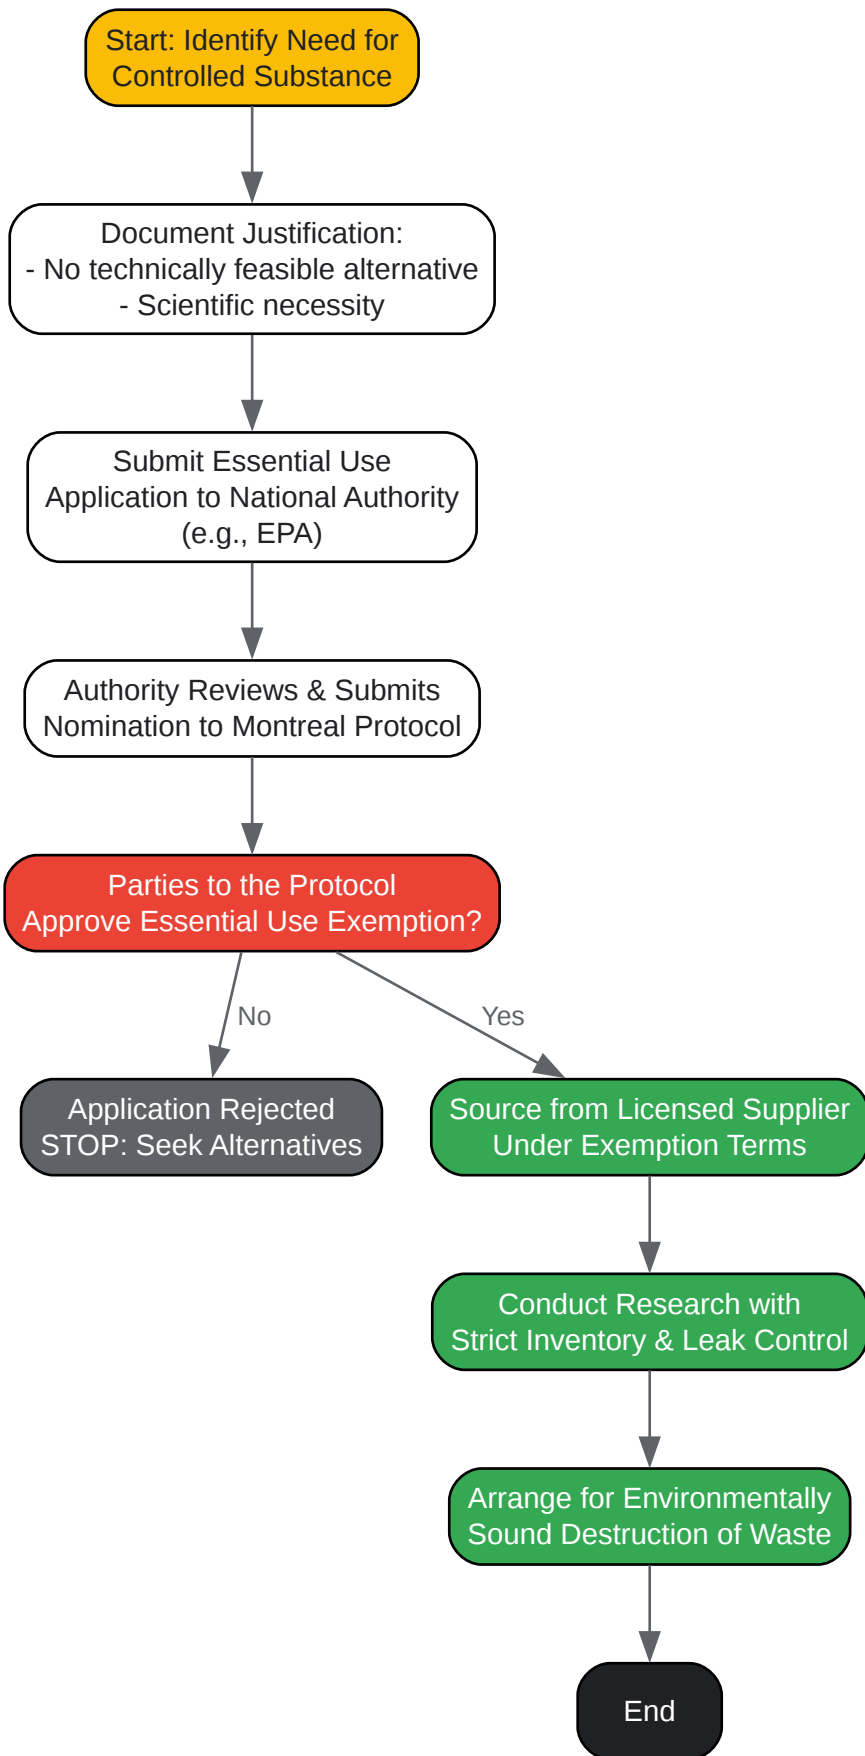 Start: Identify Need for
Controlled Substance
Document Justification:
- No technically feasible alternative
- Scientific necessity
Submit Essential Use
Application to National Authority
(e.g., EPA)
Authority Reviews & Submits
Nomination to Montreal Protocol
Parties to the Protocol
Approve Essential Use Exemption?
No
Yes
Application Rejected
STOP: Seek Alternatives
Source from Licensed Supplier
Under Exemption Terms
Conduct Research with
Strict Inventory & Leak Control
Arrange for Environmentally
Sound Destruction of Waste
End